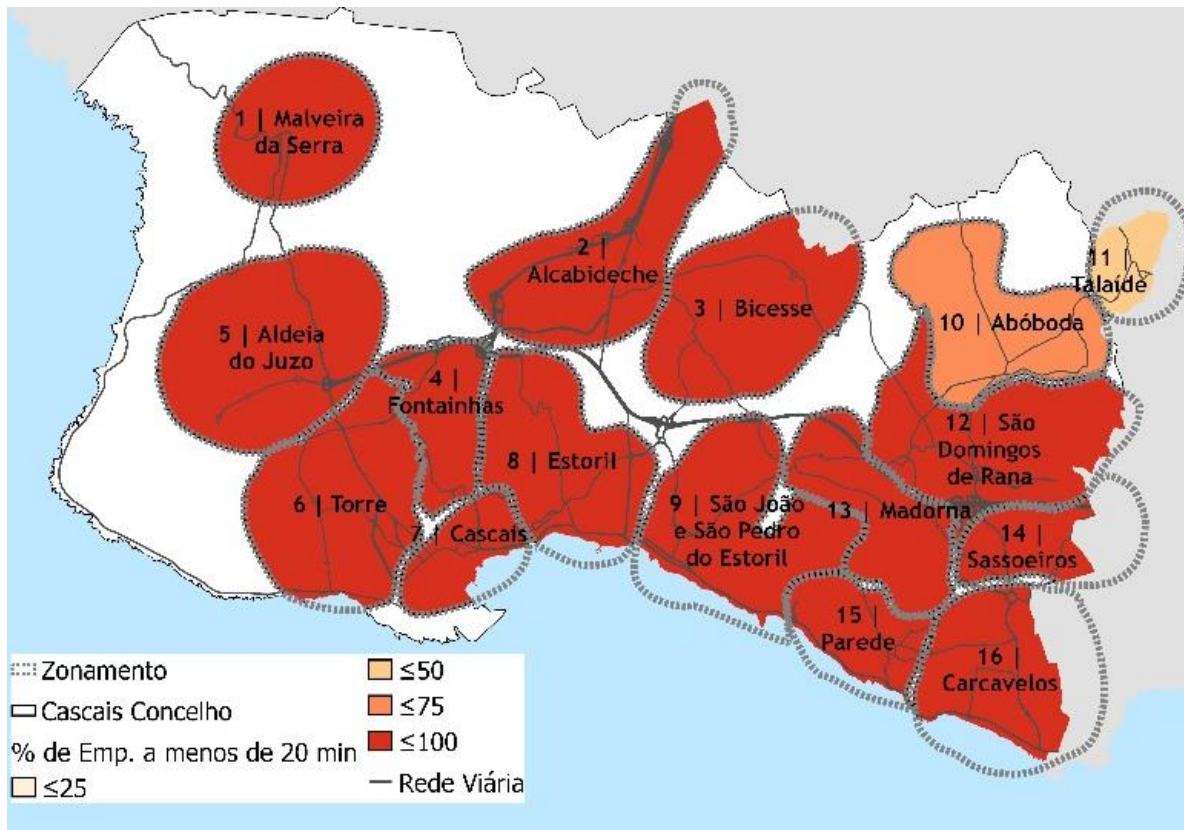 1 | Malveira
da Serra
2 |
Alcabideche
3 | Bicesse
11 |
Talaíde
10 | Abóboda
5 | Aldeia
do Juzo
4 |
Fontainhas
12 | São
Domingos
de Rana
8 | Estoril
6 | Torre
9 | São João
e São Pedro
do Estoril
13 | Madorna
7 | Cascais
14 |
Sassoeiros
15 |
Parede
16 |
Carcavelos
Zonamento
Cascais Concelho
% de Emp. a menos de 20 min
≤25
≤50
≤75
≤100
Rede Viária